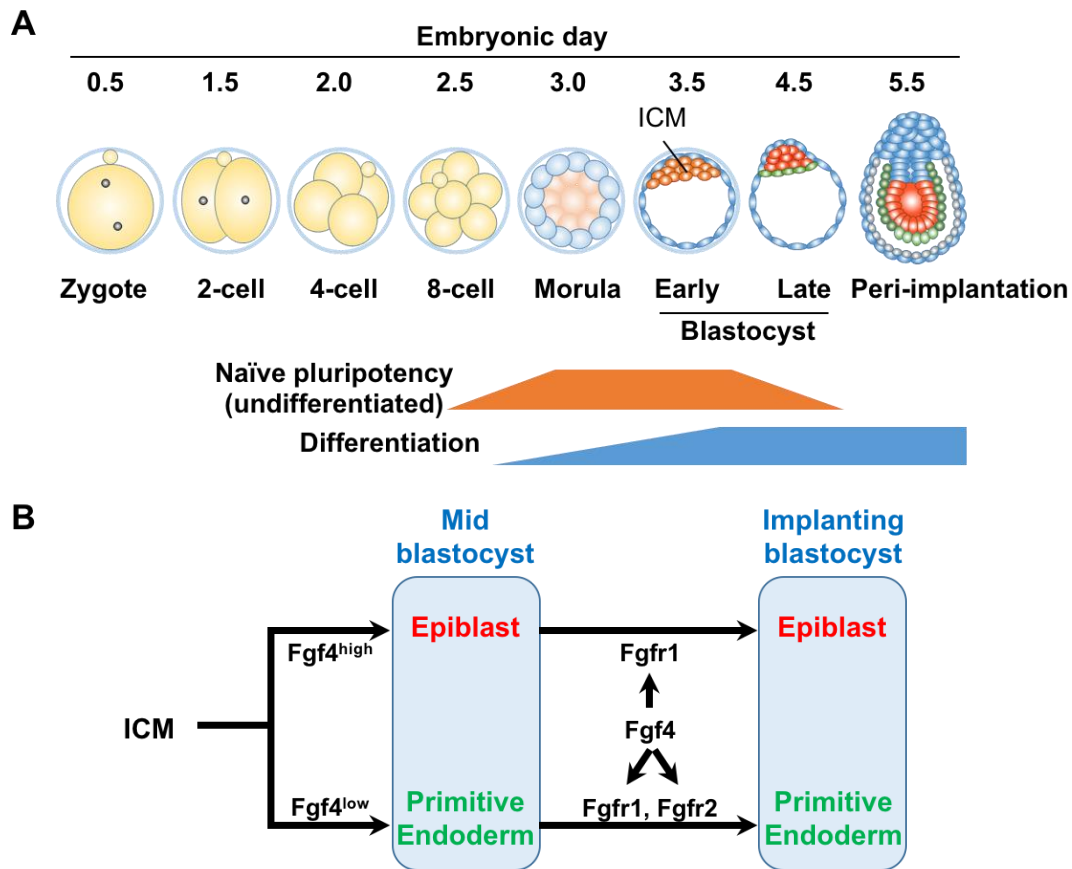 A
Embryonic day
0.5 1.5 2.0 2.5 3.0 3.5 4.5 5.5
ICM
Zygote 2-cell 4-cell 8-cell Morula Early Late Peri-implantation
Blastocyst
Naïve pluripotency
(undifferentiated)
Differentiation
B
Mid
blastocyst
Implanting
blastocyst
Epiblast
Epiblast
Fgf4high
Fgfr1
ICM
Fgf4
Fgf4low
Primitive
Endoderm
Fgfr1, Fgfr2
Primitive
Endoderm